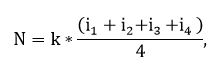 N = k * (i₁ + i₂+i₃ +i₄ ) / 4,